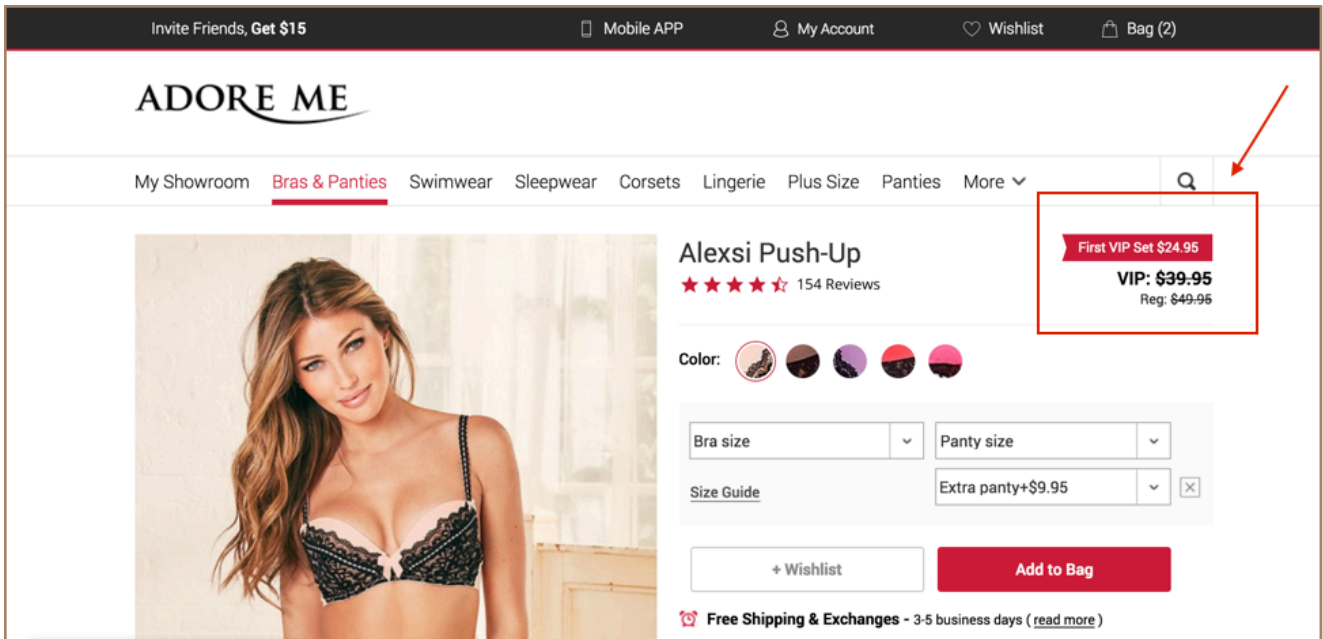 Invite Friends, Get $15
Mobile APP
My Account
Wishlist
Bag (2)
ADORE ME
My Showroom
Bras & Panties
Swimwear
Sleepwear
Corsets
Lingerie
Plus Size
Panties
More
Alexsi Push-Up
154 Reviews
First VIP Set $24.95
VIP: $39.95
Reg: $49.95
Color:
Bra size
Panty size
Size Guide
Extra panty+$9.95
+ Wishlist
Add to Bag
Free Shipping & Exchanges - 3-5 business days ( read more )